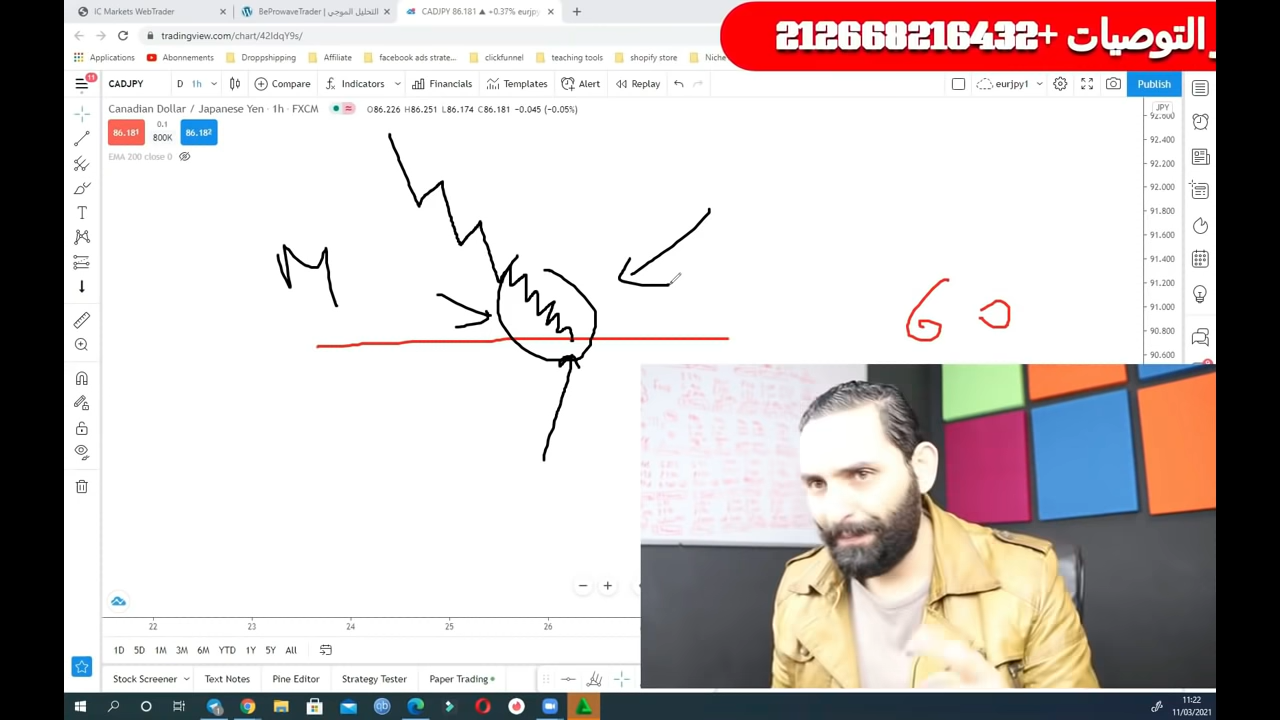 IC Markets WebTrader
BeProwaveTrader | التحليل الموجي
CADJPY 86.181 ▲ +0.37% eurjpy
التوصيات +212668216432
tradingview.com/chart/42IdqY9s/
Applications
Dropshipping
Affiliate
facebook ads strate...
clickfunnel
teaching tools
shopify store
Niche
11
CADJPY
D
1h
Compare
Indicators
Financials
Templates
Alert
Replay
eurjpy1
Publish
Canadian Dollar / Japanese Yen · 1h · FXCM
O86.226 H86.251 L86.174 C86.181 -0.045 (-0.05%)
JPY
86.181
0.1
800K
86.182
EMA 200 close 0
92.600
92.400
92.200
92.000
91.800
91.600
91.400
91.200
91.000
90.800
90.600
M
60
22
23
24
25
26
1D
5D
1M
3M
6M
YTD
1Y
5Y
All
Stock Screener
Text Notes
Pine Editor
Strategy Tester
Paper Trading
11:22
11/03/2021